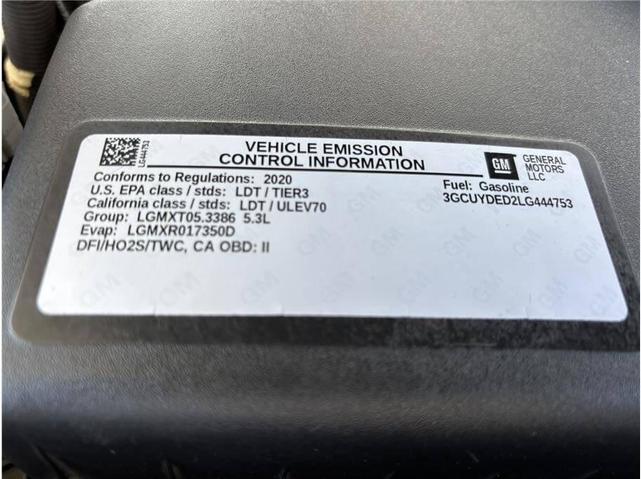 LG444753
VEHICLE EMISSION
CONTROL INFORMATION
GM
GENERAL
MOTORS
LLC
Conforms to Regulations: 2020
U.S. EPA class / stds: LDT / TIER3
California class / stds: LDT / ULEV70
Group: LGMXT05.3386 5.3L
Evap: LGMXR017350D
DFI/HO2S/TWC, CA OBD: II
Fuel: Gasoline
3GCUYDED2LG444753